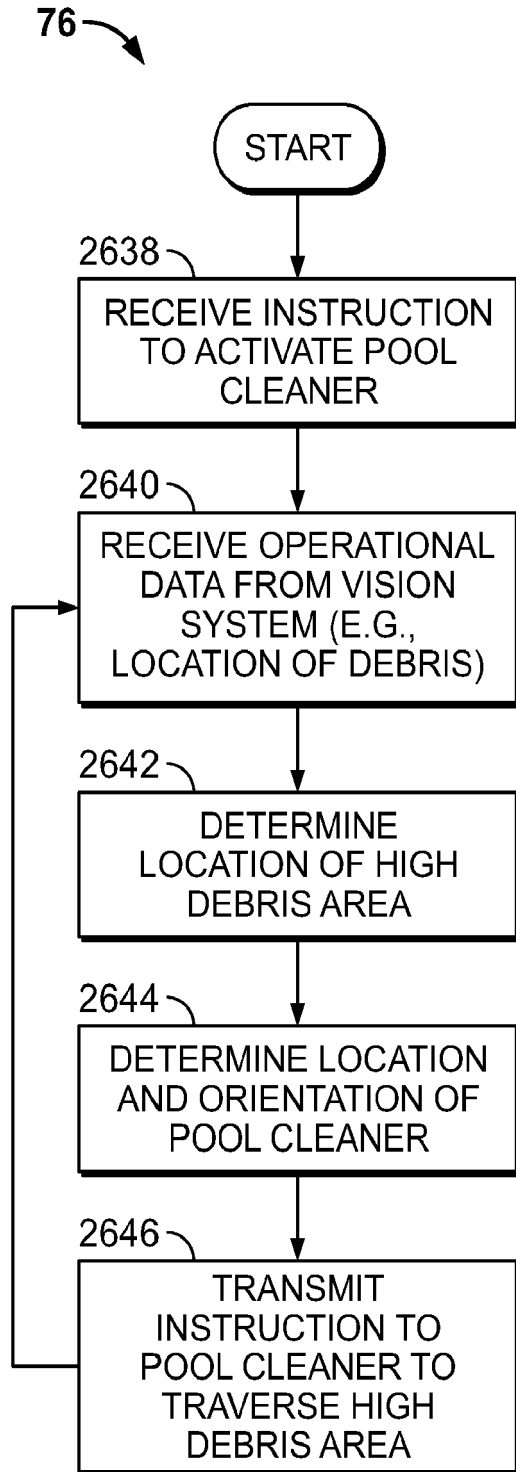 76
START
2638
RECEIVE INSTRUCTION
TO ACTIVATE POOL
CLEANER
2640
RECEIVE OPERATIONAL
DATA FROM VISION
SYSTEM (E.G.,
LOCATION OF DEBRIS)
2642
DETERMINE
LOCATION OF HIGH
DEBRIS AREA
2644
DETERMINE LOCATION
AND ORIENTATION OF
POOL CLEANER
2646
TRANSMIT
INSTRUCTION TO
POOL CLEANER TO
TRAVERSE HIGH
DEBRIS AREA